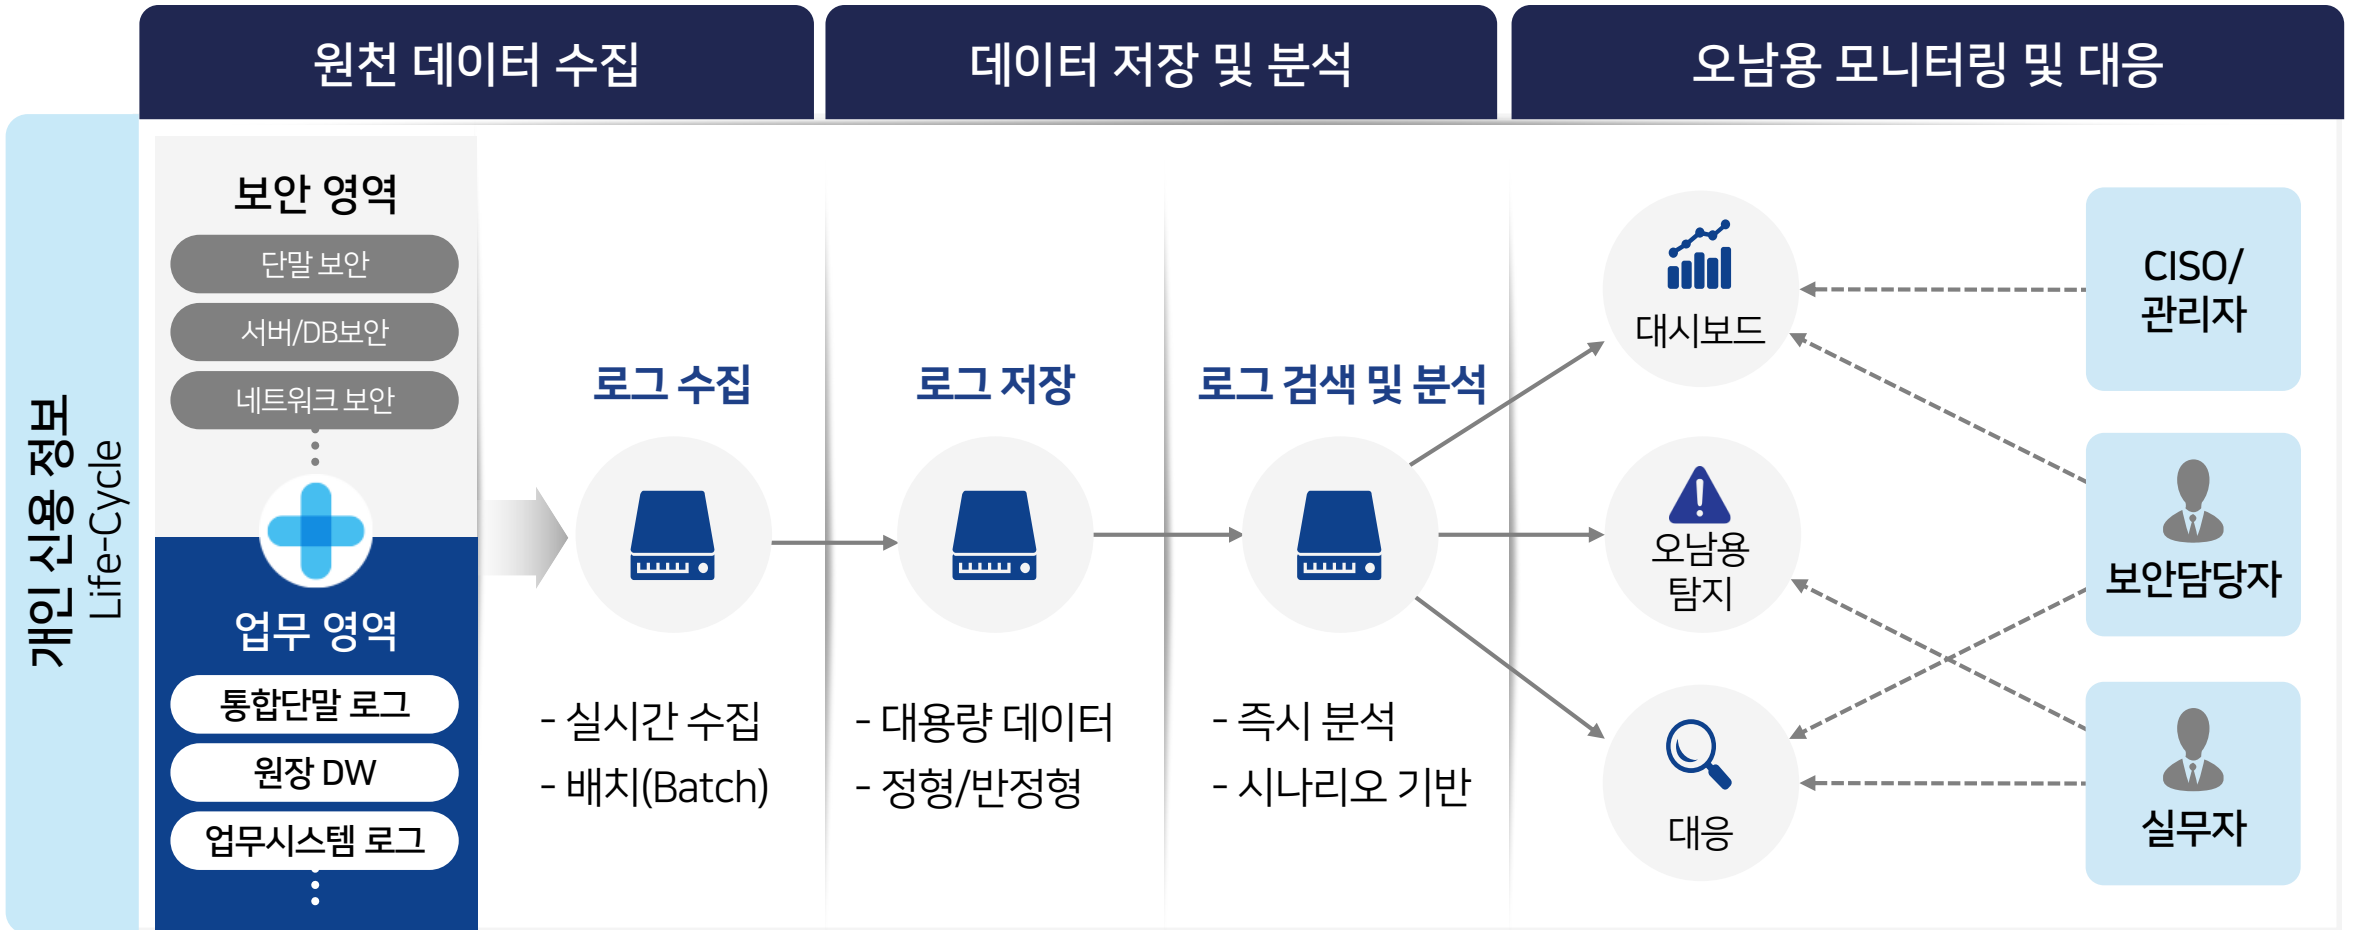 원천 데이터 수집
데이터 저장 및 분석
오남용 모니터링 및 대응
개인 신용 정보
Life-Cycle
보안 영역
단말 보안
서버/DB보안
네트워크 보안
업무 영역
통합단말 로그
원장 DW
업무시스템 로그
로그 수집
- 실시간 수집
- 배치(Batch)
로그 저장
- 대용량 데이터
- 정형/반정형
로그 검색 및 분석
- 즉시 분석
- 시나리오 기반
대시보드
오남용
탐지
대응
CISO/
관리자
보안담당자
실무자